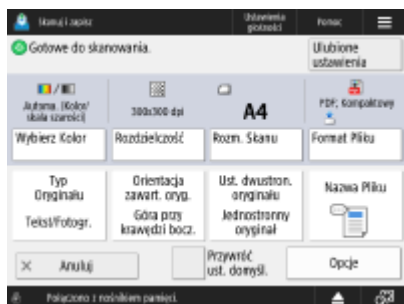 Skanuj i zapisz
Ustawienia
głośności
Pomoc
Gotowe do skanowania.
Ulubione
ustawienia
Automa. (Kolor/
skala szarości)
300x300 dpi
A4
PDF; Kompaktowy
Wybierz Kolor
Rozdzielczość
Rozm. Skanu
Format Pliku
Typ
Oryginału
Tekst/Fotogr.
Orientacja
zawart. oryg.
Góra przy
krawędzi bocz.
Ust. dwustron.
oryginału
Jednostronny
oryginał
Nazwa Pliku
Anuluj
Przywróć
ust. domyśl.
Opcje
Połączono z nośnikiem pamięci.